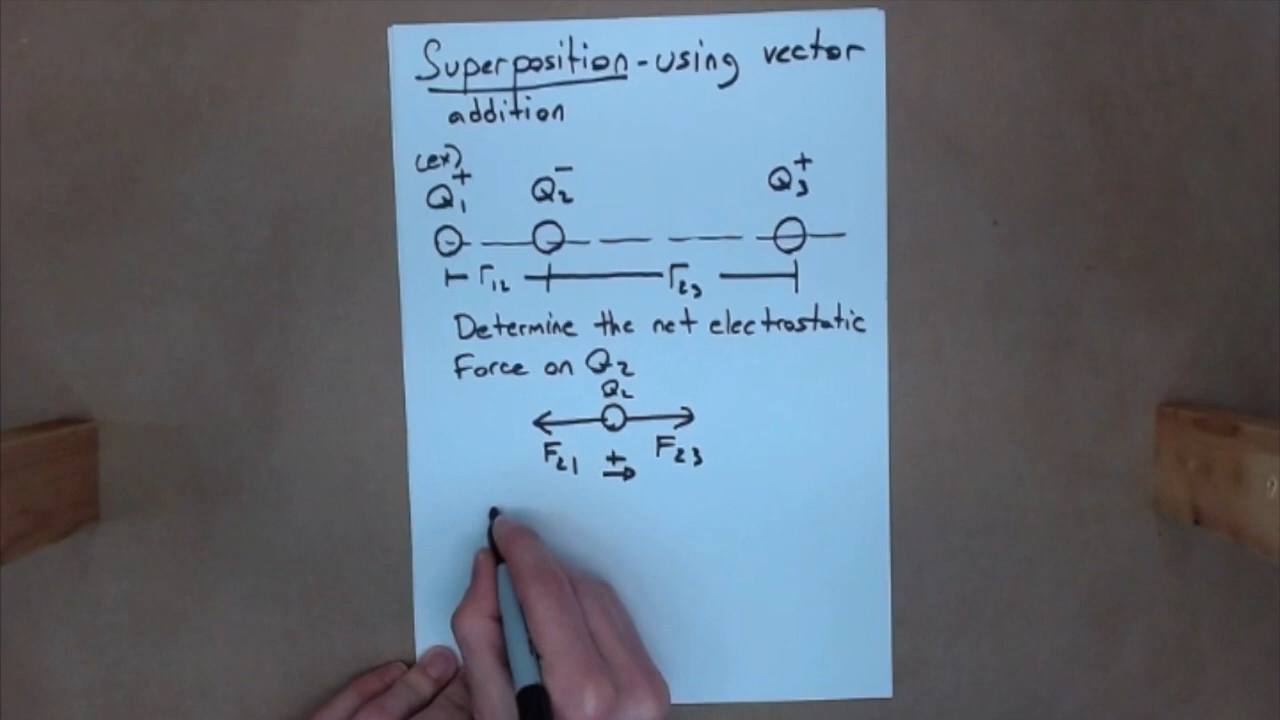 Superposition - using vector
addition
(ex)
Q₁⁺ Q₂⁻ Q₃⁺
r₁₂ r₂₃
Determine the net electrostatic
Force on Q₂
Q₂
F₂₁ + F₂₃